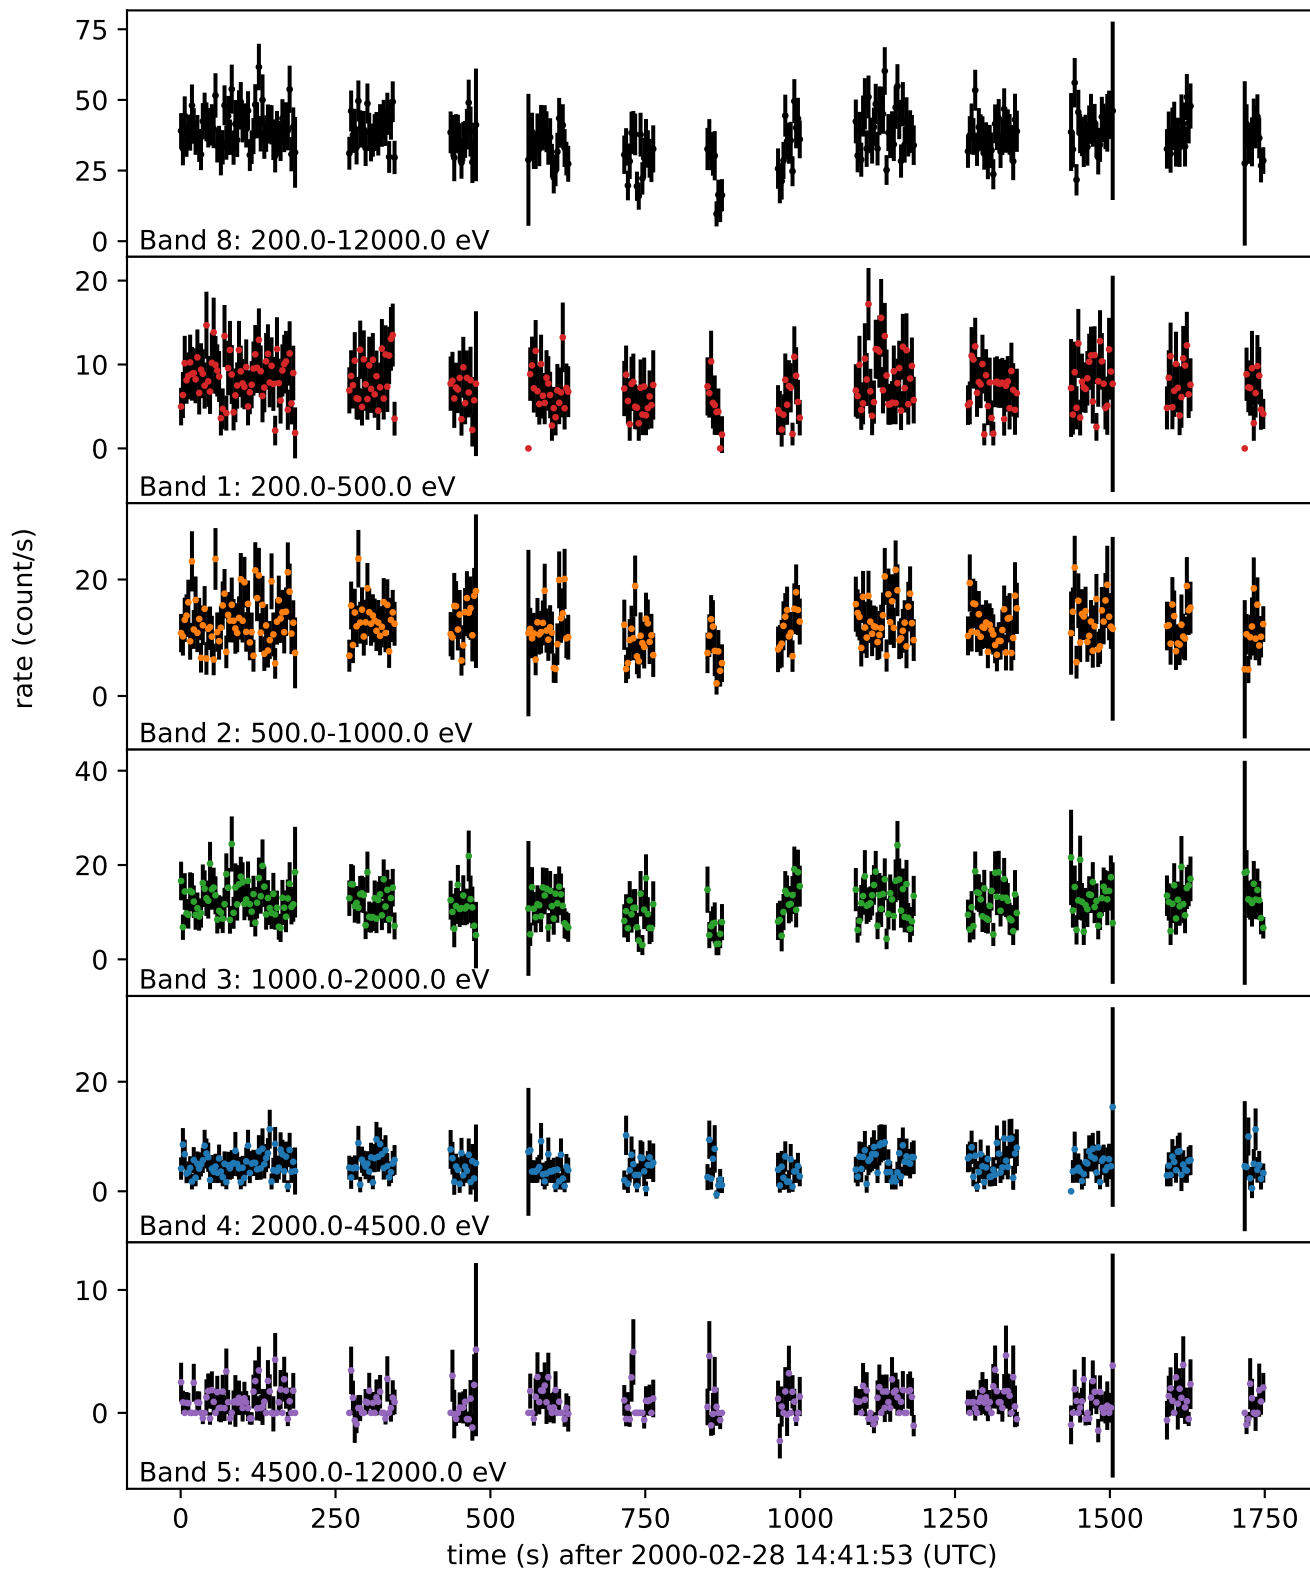 75
50
25
0
Band 8: 200.0-12000.0 eV
20
10
0
Band 1: 200.0-500.0 eV
rate (count/s)
20
0
Band 2: 500.0-1000.0 eV
40
20
0
Band 3: 1000.0-2000.0 eV
20
0
Band 4: 2000.0-4500.0 eV
10
0
Band 5: 4500.0-12000.0 eV
0 250 500 750 1000 1250 1500 1750
time (s) after 2000-02-28 14:41:53 (UTC)